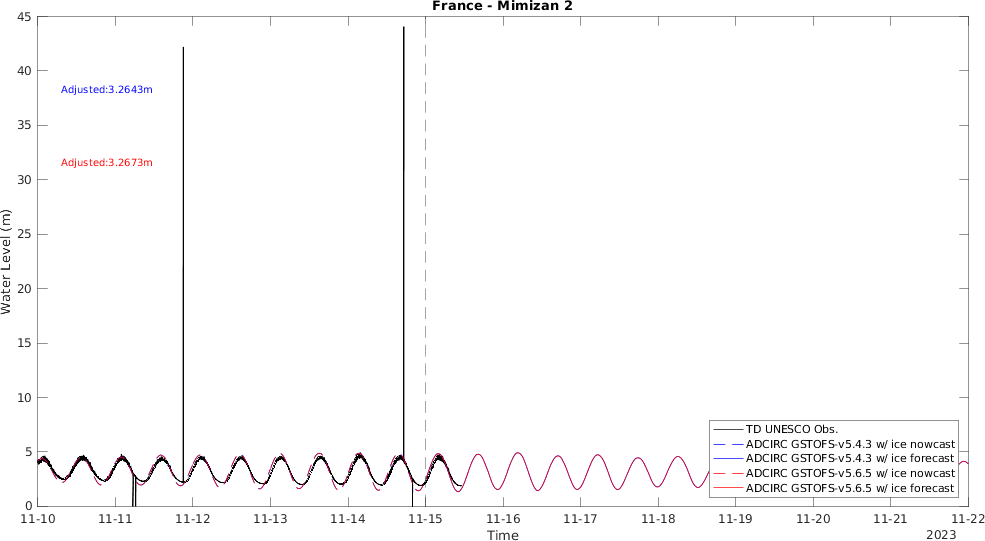 France - Mimizan 2
Water Level (m)
45
40
35
30
25
20
15
10
5
0
Adjusted:3.2643m
Adjusted:3.2673m
TD UNESCO Obs.
ADCIRC GSTOFS-v5.4.3 w/ ice nowcast
ADCIRC GSTOFS-v5.4.3 w/ ice forecast
ADCIRC GSTOFS-v5.6.5 w/ ice nowcast
ADCIRC GSTOFS-v5.6.5 w/ ice forecast
11-10 11-11 11-12 11-13 11-14 11-15 11-16 11-17 11-18 11-19 11-20 11-21 11-22
Time
2023